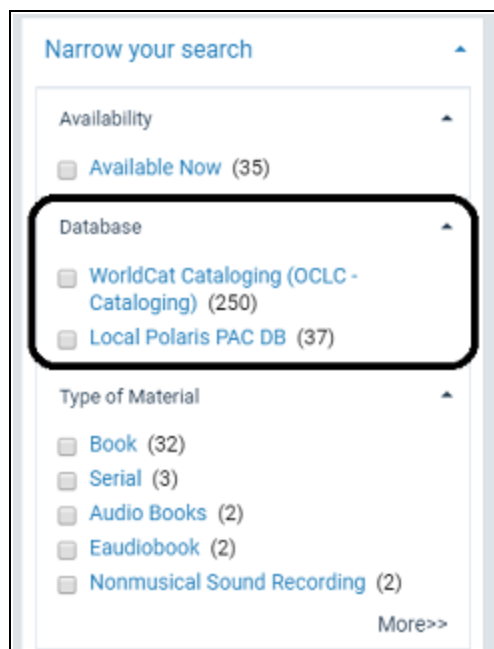 Narrow your search
Availability
Available Now (35)
Database
WorldCat Cataloging (OCLC -
Cataloging) (250)
Local Polaris PAC DB (37)
Type of Material
Book (32)
Serial (3)
Audio Books (2)
Eaudiobook (2)
Nonmusical Sound Recording (2)
More>>